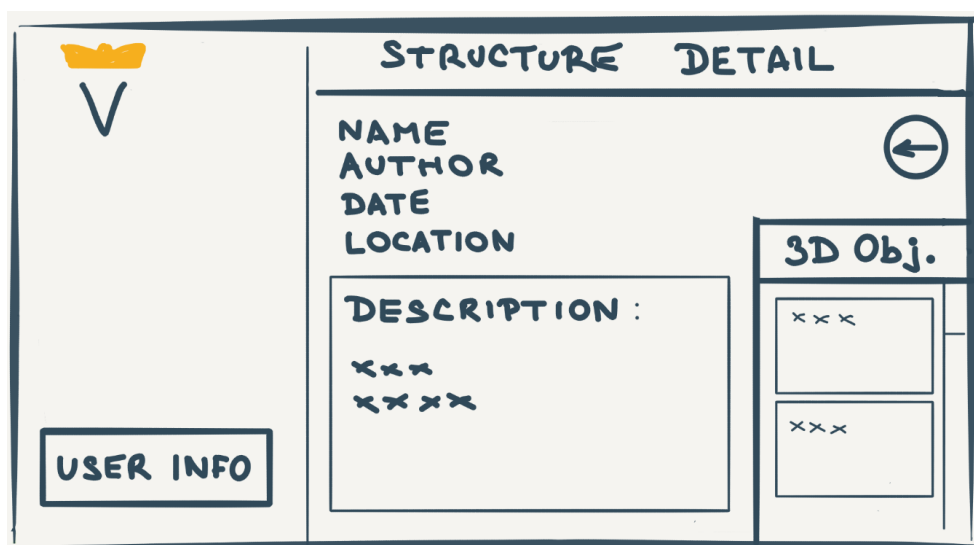 V
STRUCTURE DETAIL
NAME
AUTHOR
DATE
LOCATION
DESCRIPTION:
xxx
xxxx
3D Obj.
xxx
xxx
USER INFO